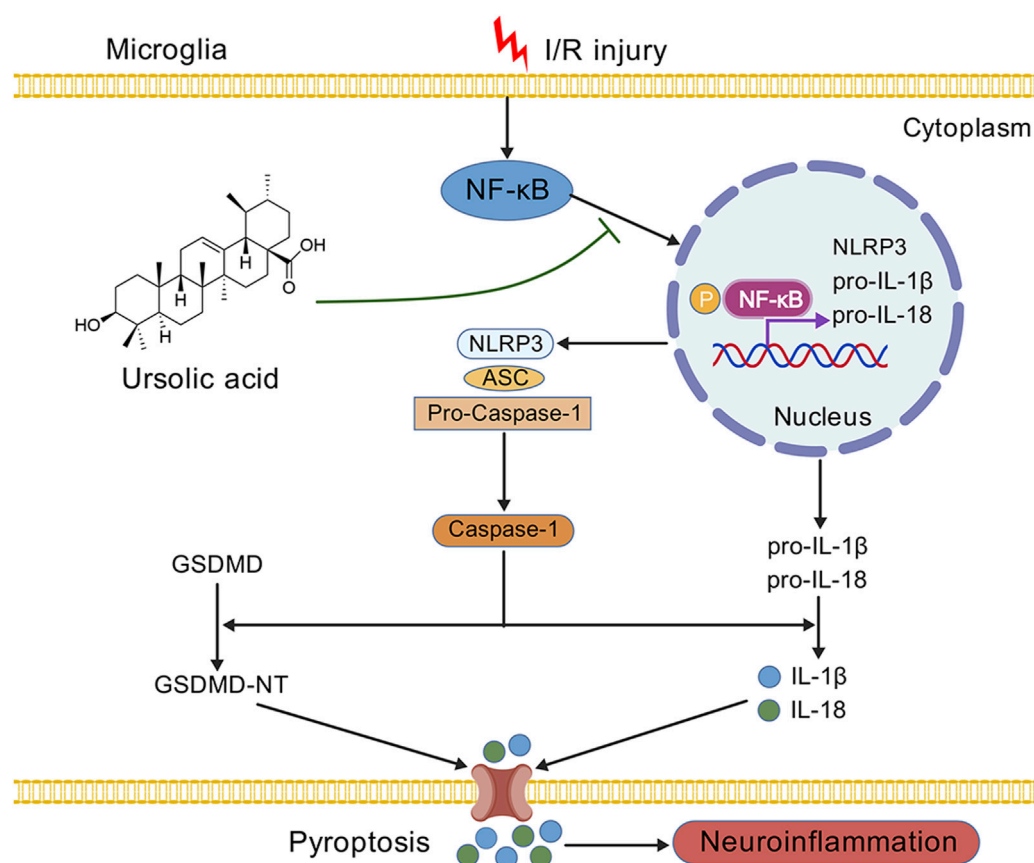 Microglia
I/R injury
Cytoplasm
NF-κB
OH
O
H
H
H
HO
Ursolic acid
NLRP3
pro-IL-1β
pro-IL-18
P
NF-κB
Nucleus
NLRP3
ASC
Pro-Caspase-1
Caspase-1
pro-IL-1β
pro-IL-18
GSDMD
GSDMD-NT
IL-1β
IL-18
Pyroptosis
Neuroinflammation